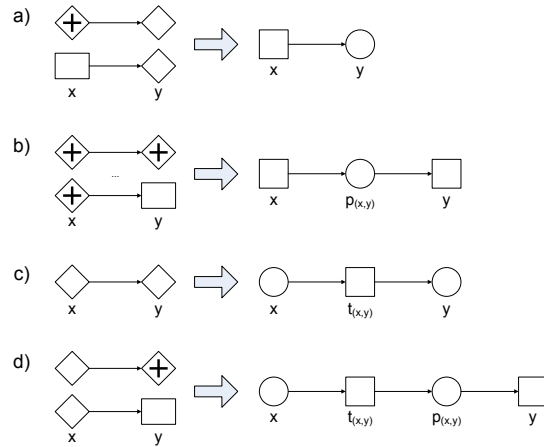 a)
x y x y
b)
...
x y x p(x,y) y
c)
x y x t(x,y) y
d)
x y x t(x,y) p(x,y) y